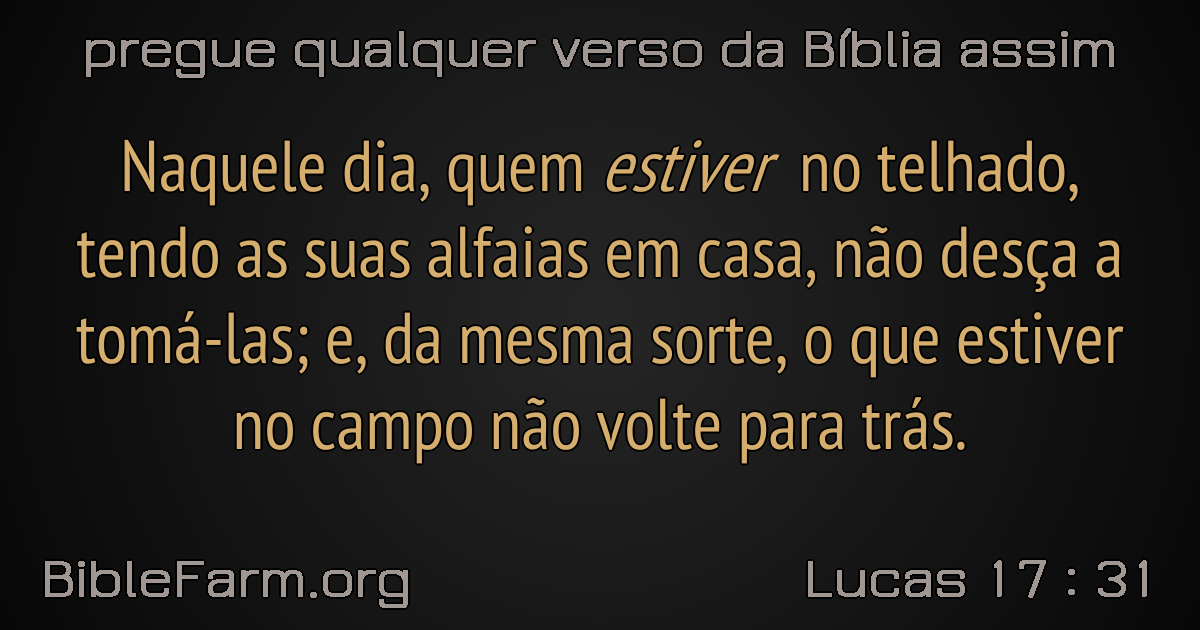 pregue qualquer verso da Bíblia assim
Naquele dia, quem estiver no telhado,
tendo as suas alfaias em casa, não desça a
tomá-las; e, da mesma sorte, o que estiver
no campo não volte para trás.
BibleFarm.org
Lucas 17 : 31